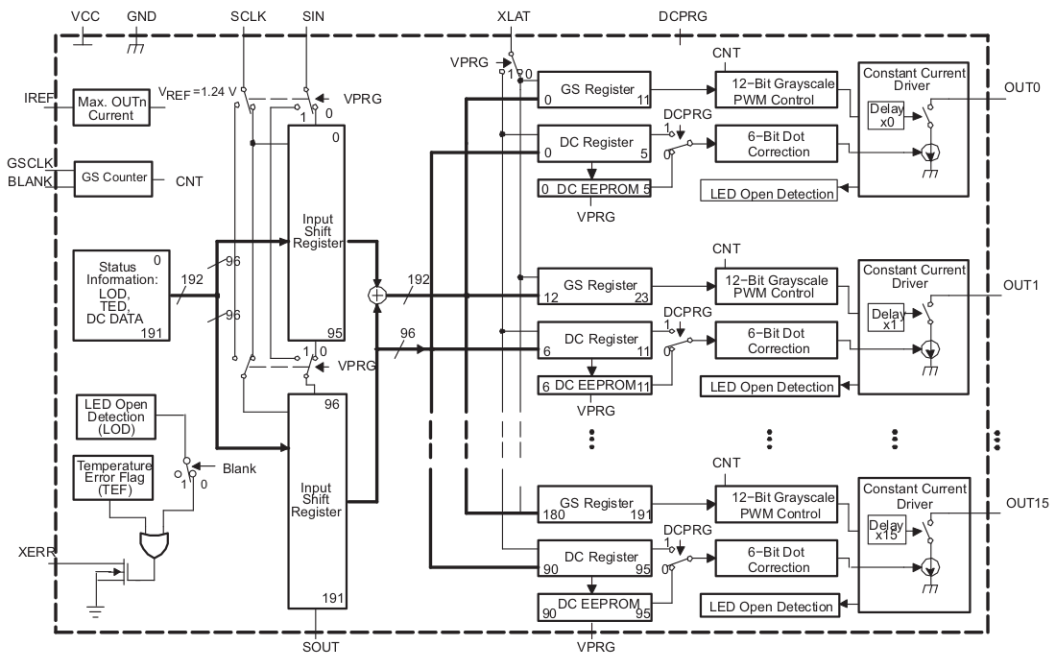 VCC
GND
SCLK
SIN
XLAT
DCPRG
IREF
Max. OUTn
Current
VREF =1.24 V
VPRG
1
0
GSCLK
BLANK
GS Counter
CNT
0
Input
Shift
Register
95
0
Status
Information:
LOD,
TED,
DC DATA
191
192
96
96
1
0
VPRG
192
96
LED Open
Detection
(LOD)
Temperature
Error Flag
(TEF)
Blank
1
0
XERR
96
Input
Shift
Register
191
SOUT
VPRG
1
0
GS Register
0
11
CNT
12−Bit Grayscale
PWM Control
Constant Current
Driver
Delay
x0
OUT0
DC Register
0
5
1
0
DCPRG
6−Bit Dot
Correction
0
DC EEPROM
5
VPRG
LED Open Detection
GS Register
12
23
CNT
12−Bit Grayscale
PWM Control
Constant Current
Driver
Delay
x1
OUT1
DC Register
6
11
1
0
DCPRG
6−Bit Dot
Correction
6
DC EEPROM
11
VPRG
LED Open Detection
GS Register
180
191
CNT
12−Bit Grayscale
PWM Control
Constant Current
Driver
Delay
x15
OUT15
DC Register
90
95
1
0
DCPRG
6−Bit Dot
Correction
DC EEPROM
90
95
VPRG
LED Open Detection